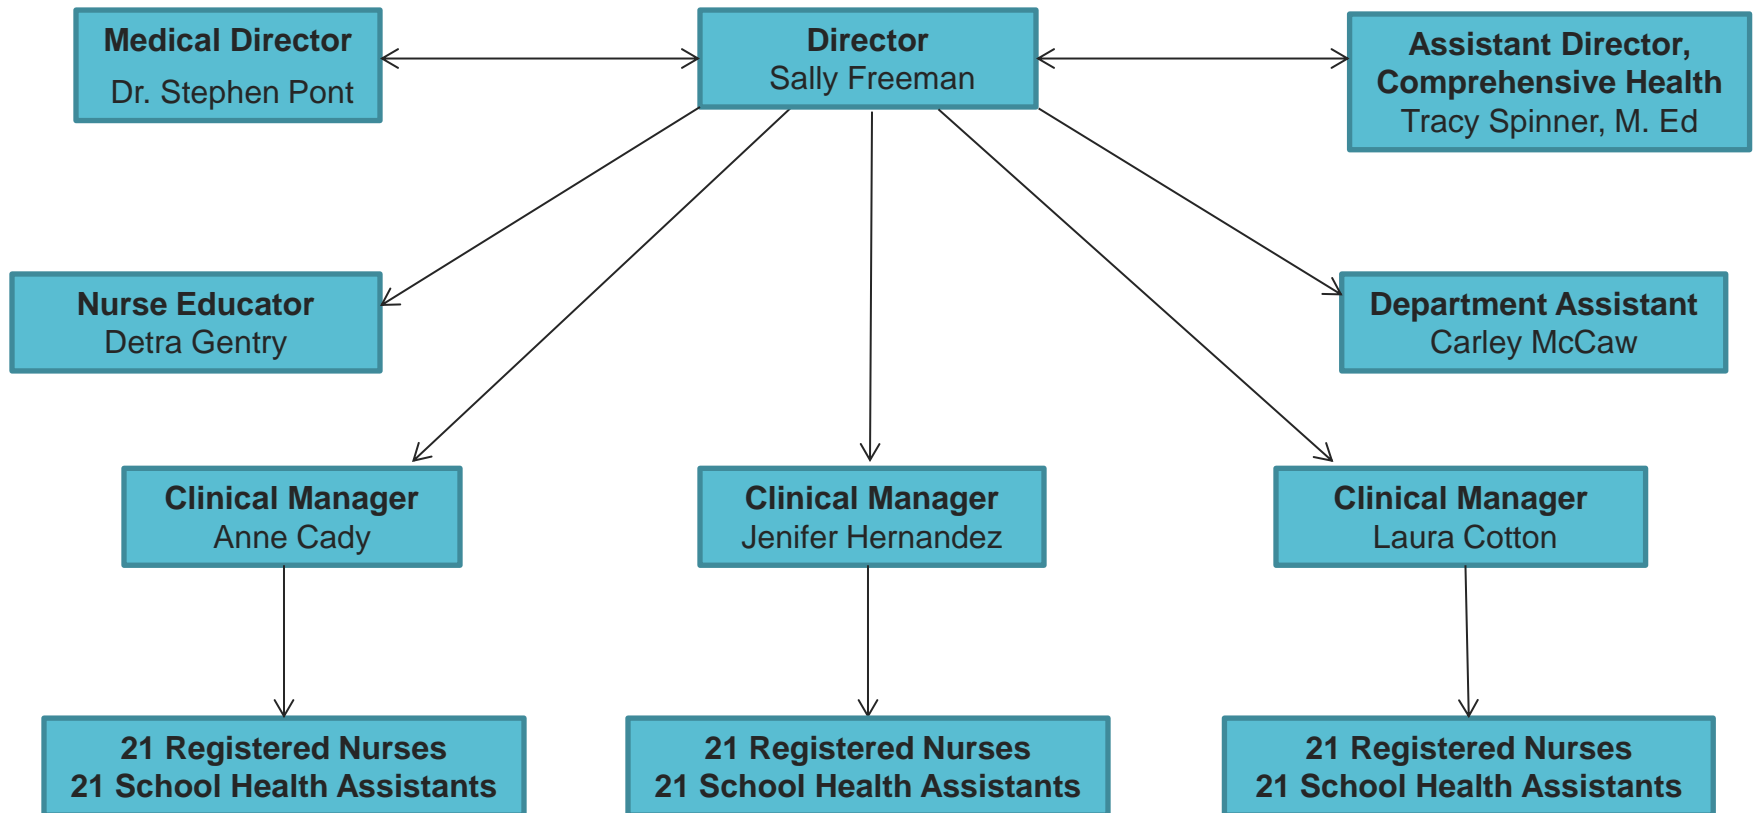 Medical Director
Dr. Stephen Pont
Director
Sally Freeman
Assistant Director,
Comprehensive Health
Tracy Spinner, M. Ed
Nurse Educator
Detra Gentry
Department Assistant
Carley McCaw
Clinical Manager
Anne Cady
Clinical Manager
Jenifer Hernandez
Clinical Manager
Laura Cotton
21 Registered Nurses
21 School Health Assistants
21 Registered Nurses
21 School Health Assistants
21 Registered Nurses
21 School Health Assistants